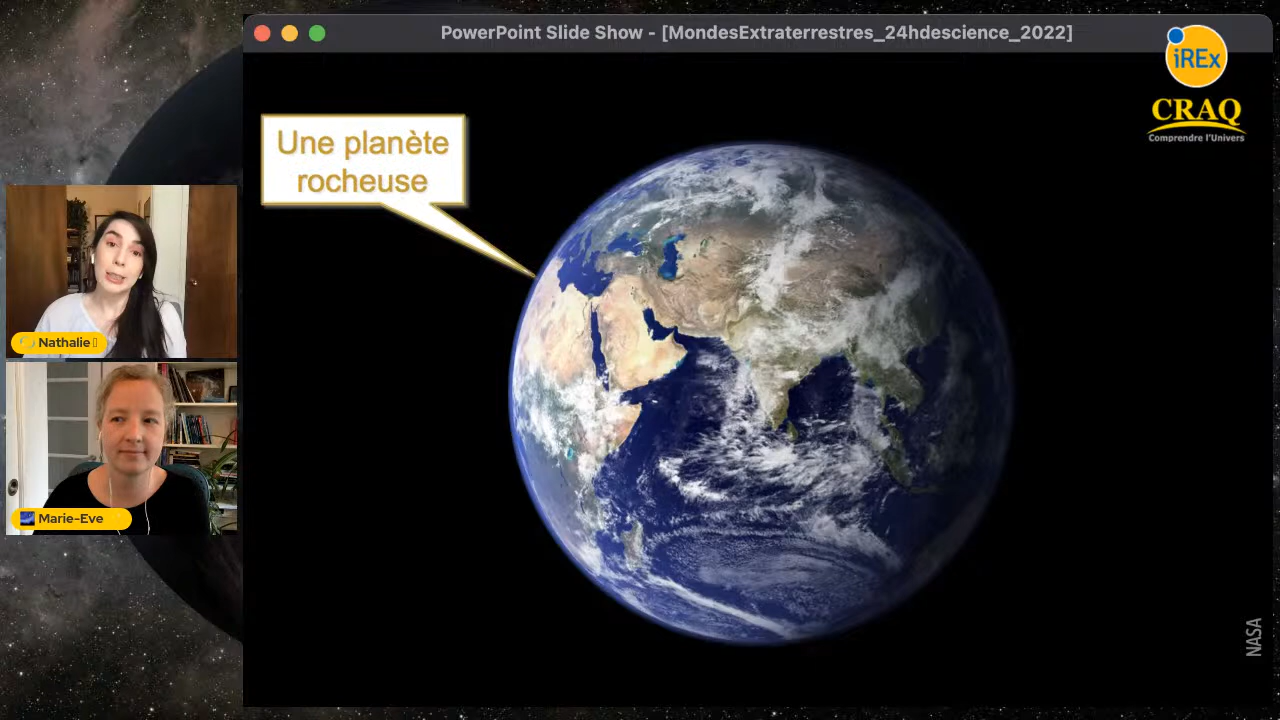 PowerPoint Slide Show - [MondesExtraterrestres_24hdescience_2022]
iREx
CRAQ
Comprendre l'Univers
Une planète
rocheuse
Nathalie
Marie-Eve
NASA